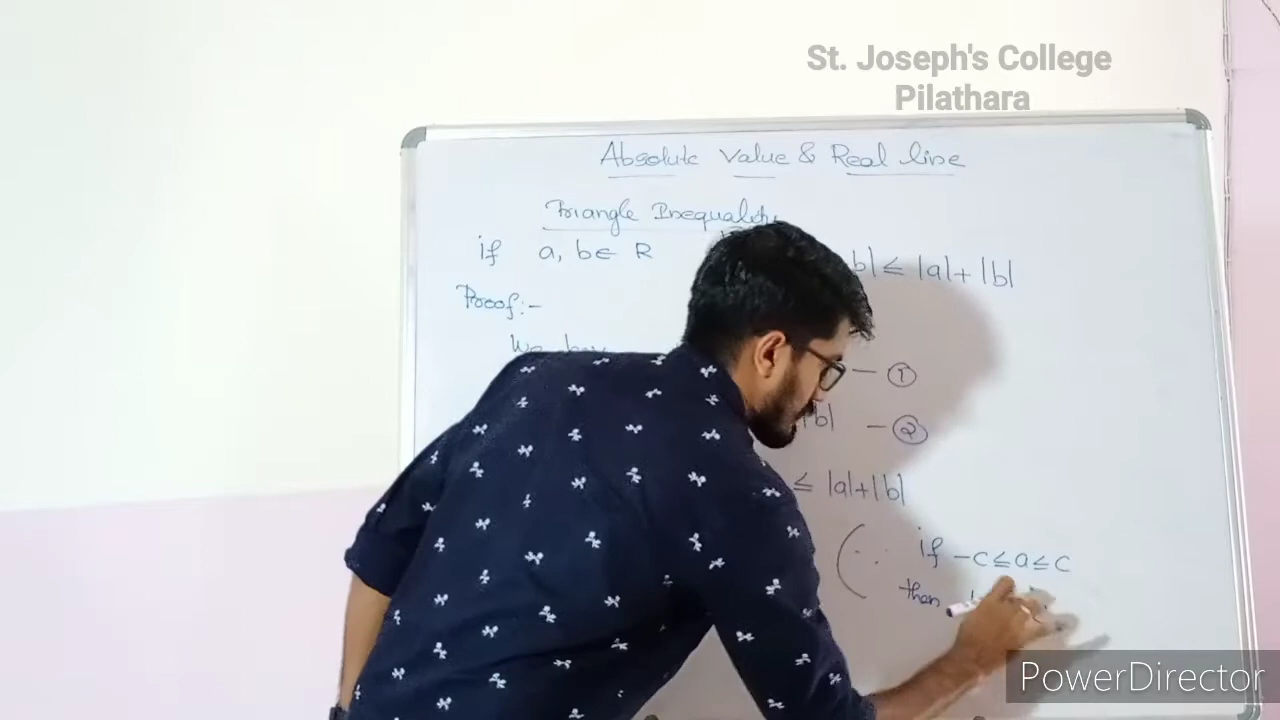 St. Joseph's College
Pilathara
Absolute Value & Real line
Triangle Inequality
if a, b ∈ R
b| ≤ |a|+|b|
Proof:-
We
— ①
b| — ②
≤ |a|+|b|
(∵ if -c≤a≤c
then
PowerDirector